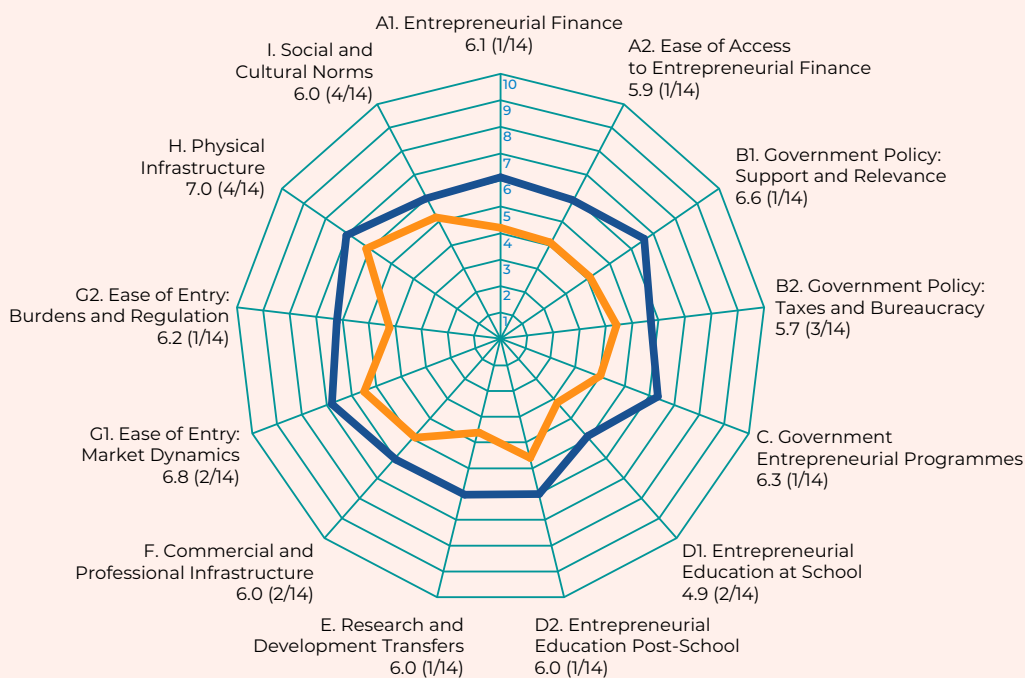 A1. Entrepreneurial Finance
6.1 (1/14)
A2. Ease of Access
to Entrepreneurial Finance
5.9 (1/14)
B1. Government Policy:
Support and Relevance
6.6 (1/14)
B2. Government Policy:
Taxes and Bureaucracy
5.7 (3/14)
C. Government
Entrepreneurial Programmes
6.3 (1/14)
D1. Entrepreneurial
Education at School
4.9 (2/14)
D2. Entrepreneurial
Education Post-School
6.0 (1/14)
E. Research and
Development Transfers
6.0 (1/14)
F. Commercial and
Professional Infrastructure
6.0 (2/14)
G1. Ease of Entry:
Market Dynamics
6.8 (2/14)
G2. Ease of Entry:
Burdens and Regulation
6.2 (1/14)
H. Physical
Infrastructure
7.0 (4/14)
I. Social and
Cultural Norms
6.0 (4/14)
10
9
8
7
6
5
4
3
2
1